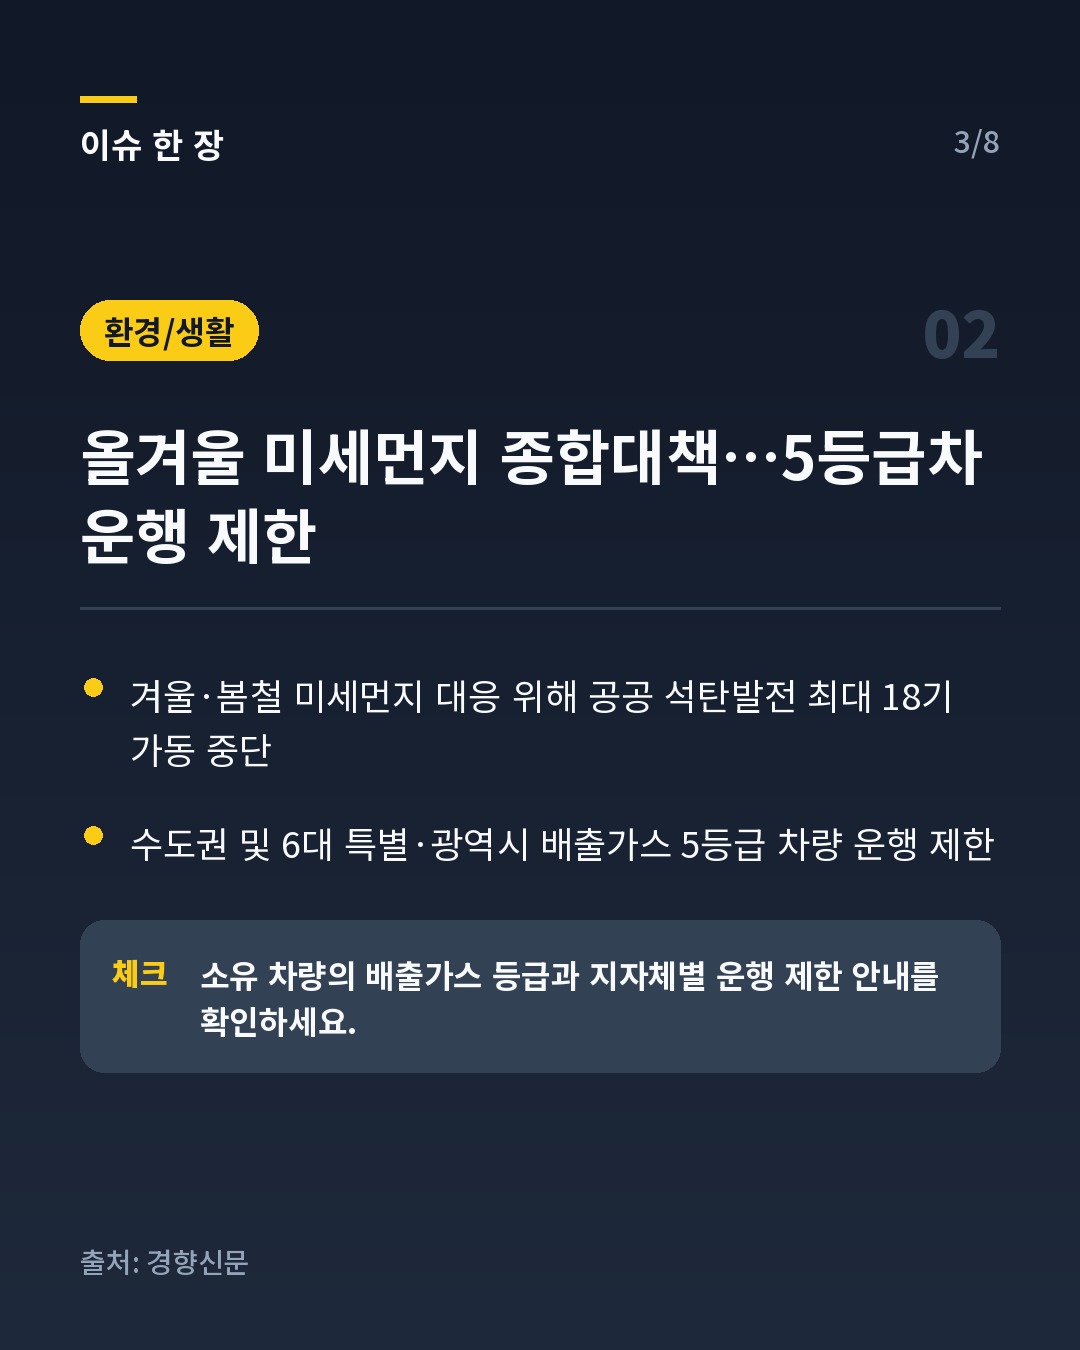 이슈 한 장
3/8
환경/생활
02
올겨울 미세먼지 종합대책…5등급차
운행 제한
겨울·봄철 미세먼지 대응 위해 공공 석탄발전 최대 18기
가동 중단
수도권 및 6대 특별·광역시 배출가스 5등급 차량 운행 제한
체크
소유 차량의 배출가스 등급과 지자체별 운행 제한 안내를
확인하세요.
출처: 경향신문